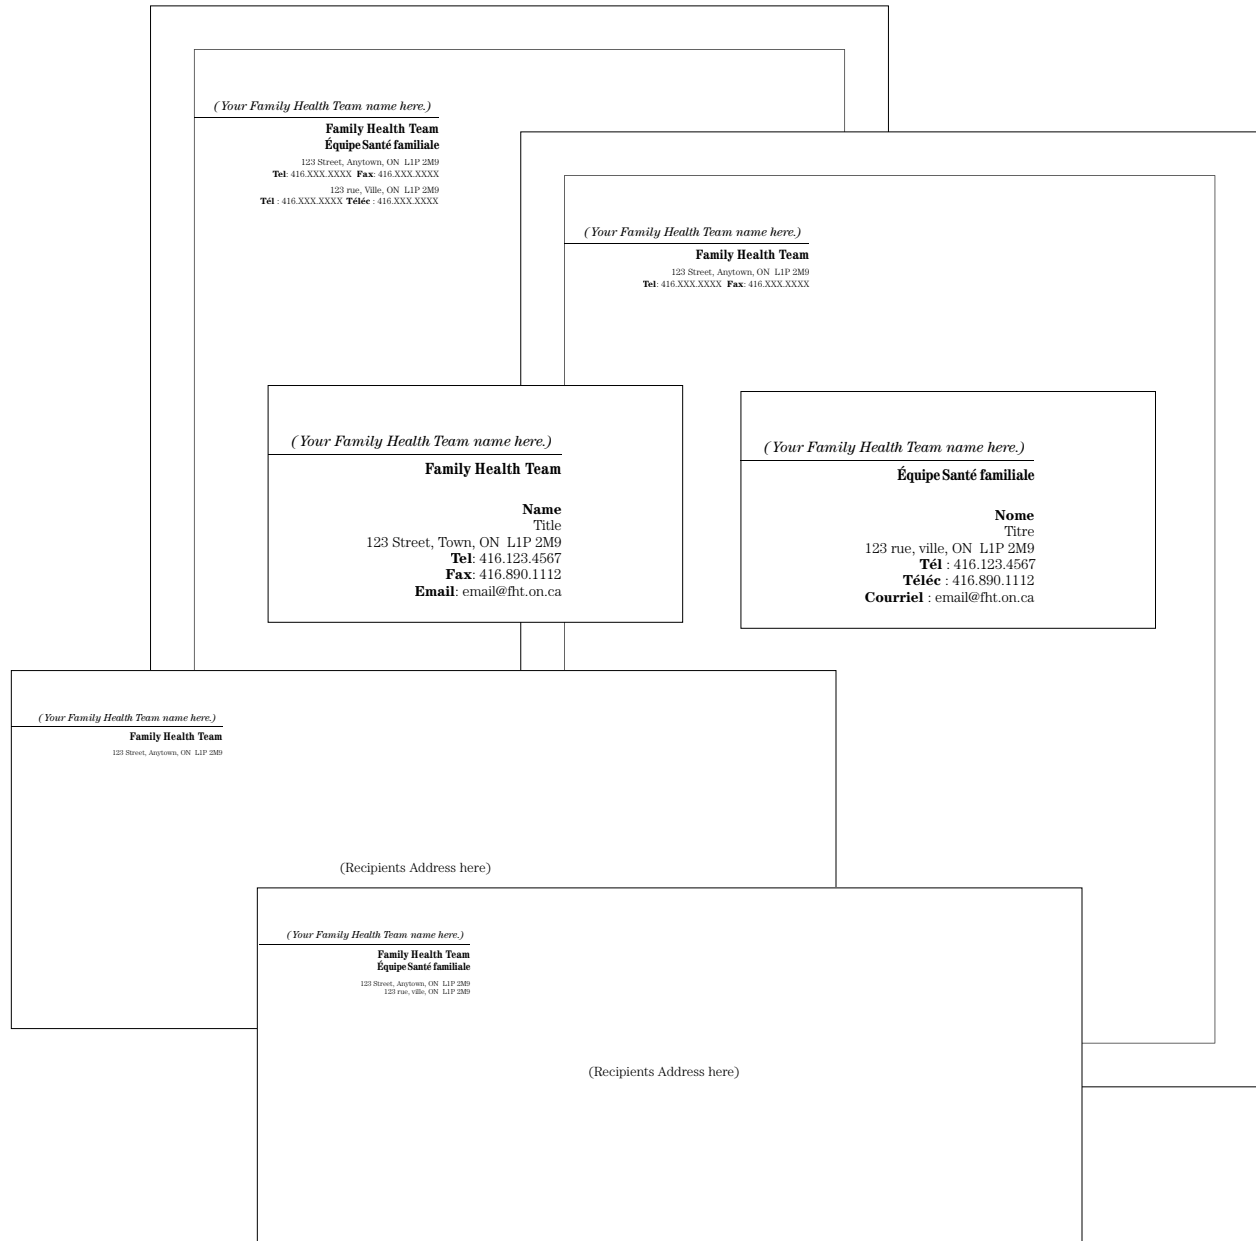 (Your Family Health Team name here.)
Family Health Team
Équipe Santé familiale
123 Street, Anytown, ON L1P 2M9
Tel: 416.XXX.XXXX Fax: 416.XXX.XXXX
123 rue, Ville, ON L1P 2M9
Tél : 416.XXX.XXXX Téléc : 416.XXX.XXXX
(Your Family Health Team name here.)
Family Health Team
123 Street, Anytown, ON L1P 2M9
Tel: 416.XXX.XXXX Fax: 416.XXX.XXXX
(Your Family Health Team name here.)
Family Health Team
Name
Title
123 Street, Town, ON L1P 2M9
Tel: 416.123.4567
Fax: 416.890.1112
Email: email@fht.on.ca
(Your Family Health Team name here.)
Équipe Santé familiale
Nome
Titre
123 rue, ville, ON L1P 2M9
Tél : 416.123.4567
Téléc : 416.890.1112
Courriel : email@fht.on.ca
(Your Family Health Team name here.)
Family Health Team
123 Street, Anytown, ON L1P 2M9
(Recipients Address here)
(Your Family Health Team name here.)
Family Health Team
Équipe Santé familiale
123 Street, Anytown, ON L1P 2M9
123 rue, ville, ON L1P 2M9
(Recipients Address here)